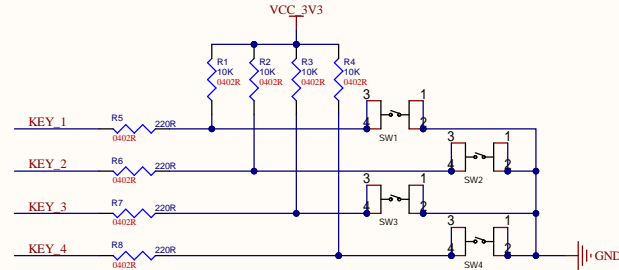 VCC_3V3
R1 R2 R3 R4
10K 10K 10K 10K
0402R 0402R 0402R 0402R
3 1
KEY_1 R5 220R 4 2
0402R SW1
3 1
KEY_2 R6 220R 4 2
0402R SW2
3 1
KEY_3 R7 220R 4 2
0402R SW3
3 1
KEY_4 R8 220R 4 2 GND
0402R SW4